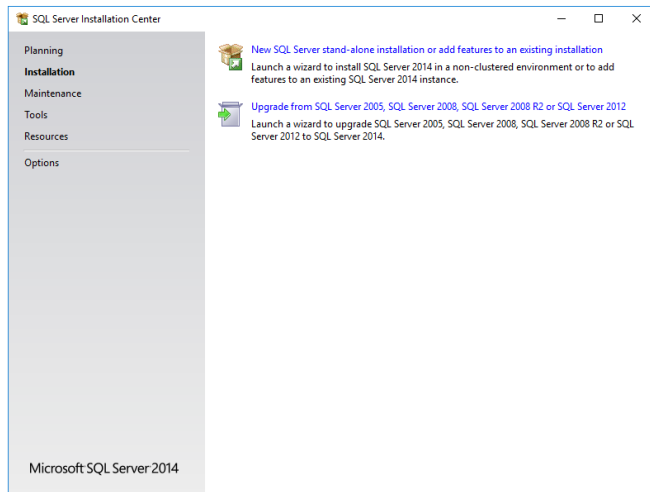 SQL Server Installation Center
Planning
Installation
Maintenance
Tools
Resources
Options
New SQL Server stand-alone installation or add features to an existing installation
Launch a wizard to install SQL Server 2014 in a non-clustered environment or to add
features to an existing SQL Server 2014 instance.
Upgrade from SQL Server 2005, SQL Server 2008, SQL Server 2008 R2 or SQL Server 2012
Launch a wizard to upgrade SQL Server 2005, SQL Server 2008, SQL Server 2008 R2 or SQL
Server 2012 to SQL Server 2014.
Microsoft SQL Server 2014